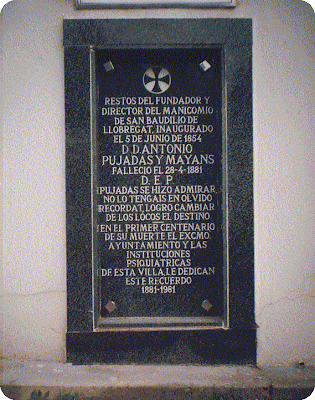 RESTOS DEL FUNDADOR Y
DIRECTOR DEL MANICOMIO
DE SAN BAUDILIO DE
LLOBREGAT, INAUGURADO
EL 5 DE JUNIO DE 1854
D.D. ANTONIO
PUJADAS Y MAYANS
FALLECIO EL 28-4-1881
D.E.P.
(PUJADAS SE HIZO ADMIRAR,
NO LO TENGAIS EN OLVIDO
RECORDAT, LOGRO CAMBIAR
DE LOS LOCOS EL DESTINO
(EN EL PRIMER CENTENARIO
DE SU MUERTE EL EXCMO.
AYUNTAMIENTO Y LAS
INSTITUCIONES
PSIQUIATRICAS
(DE ESTA VILLA, LE DEDICAN
ESTE RECUERDO
1881-1981